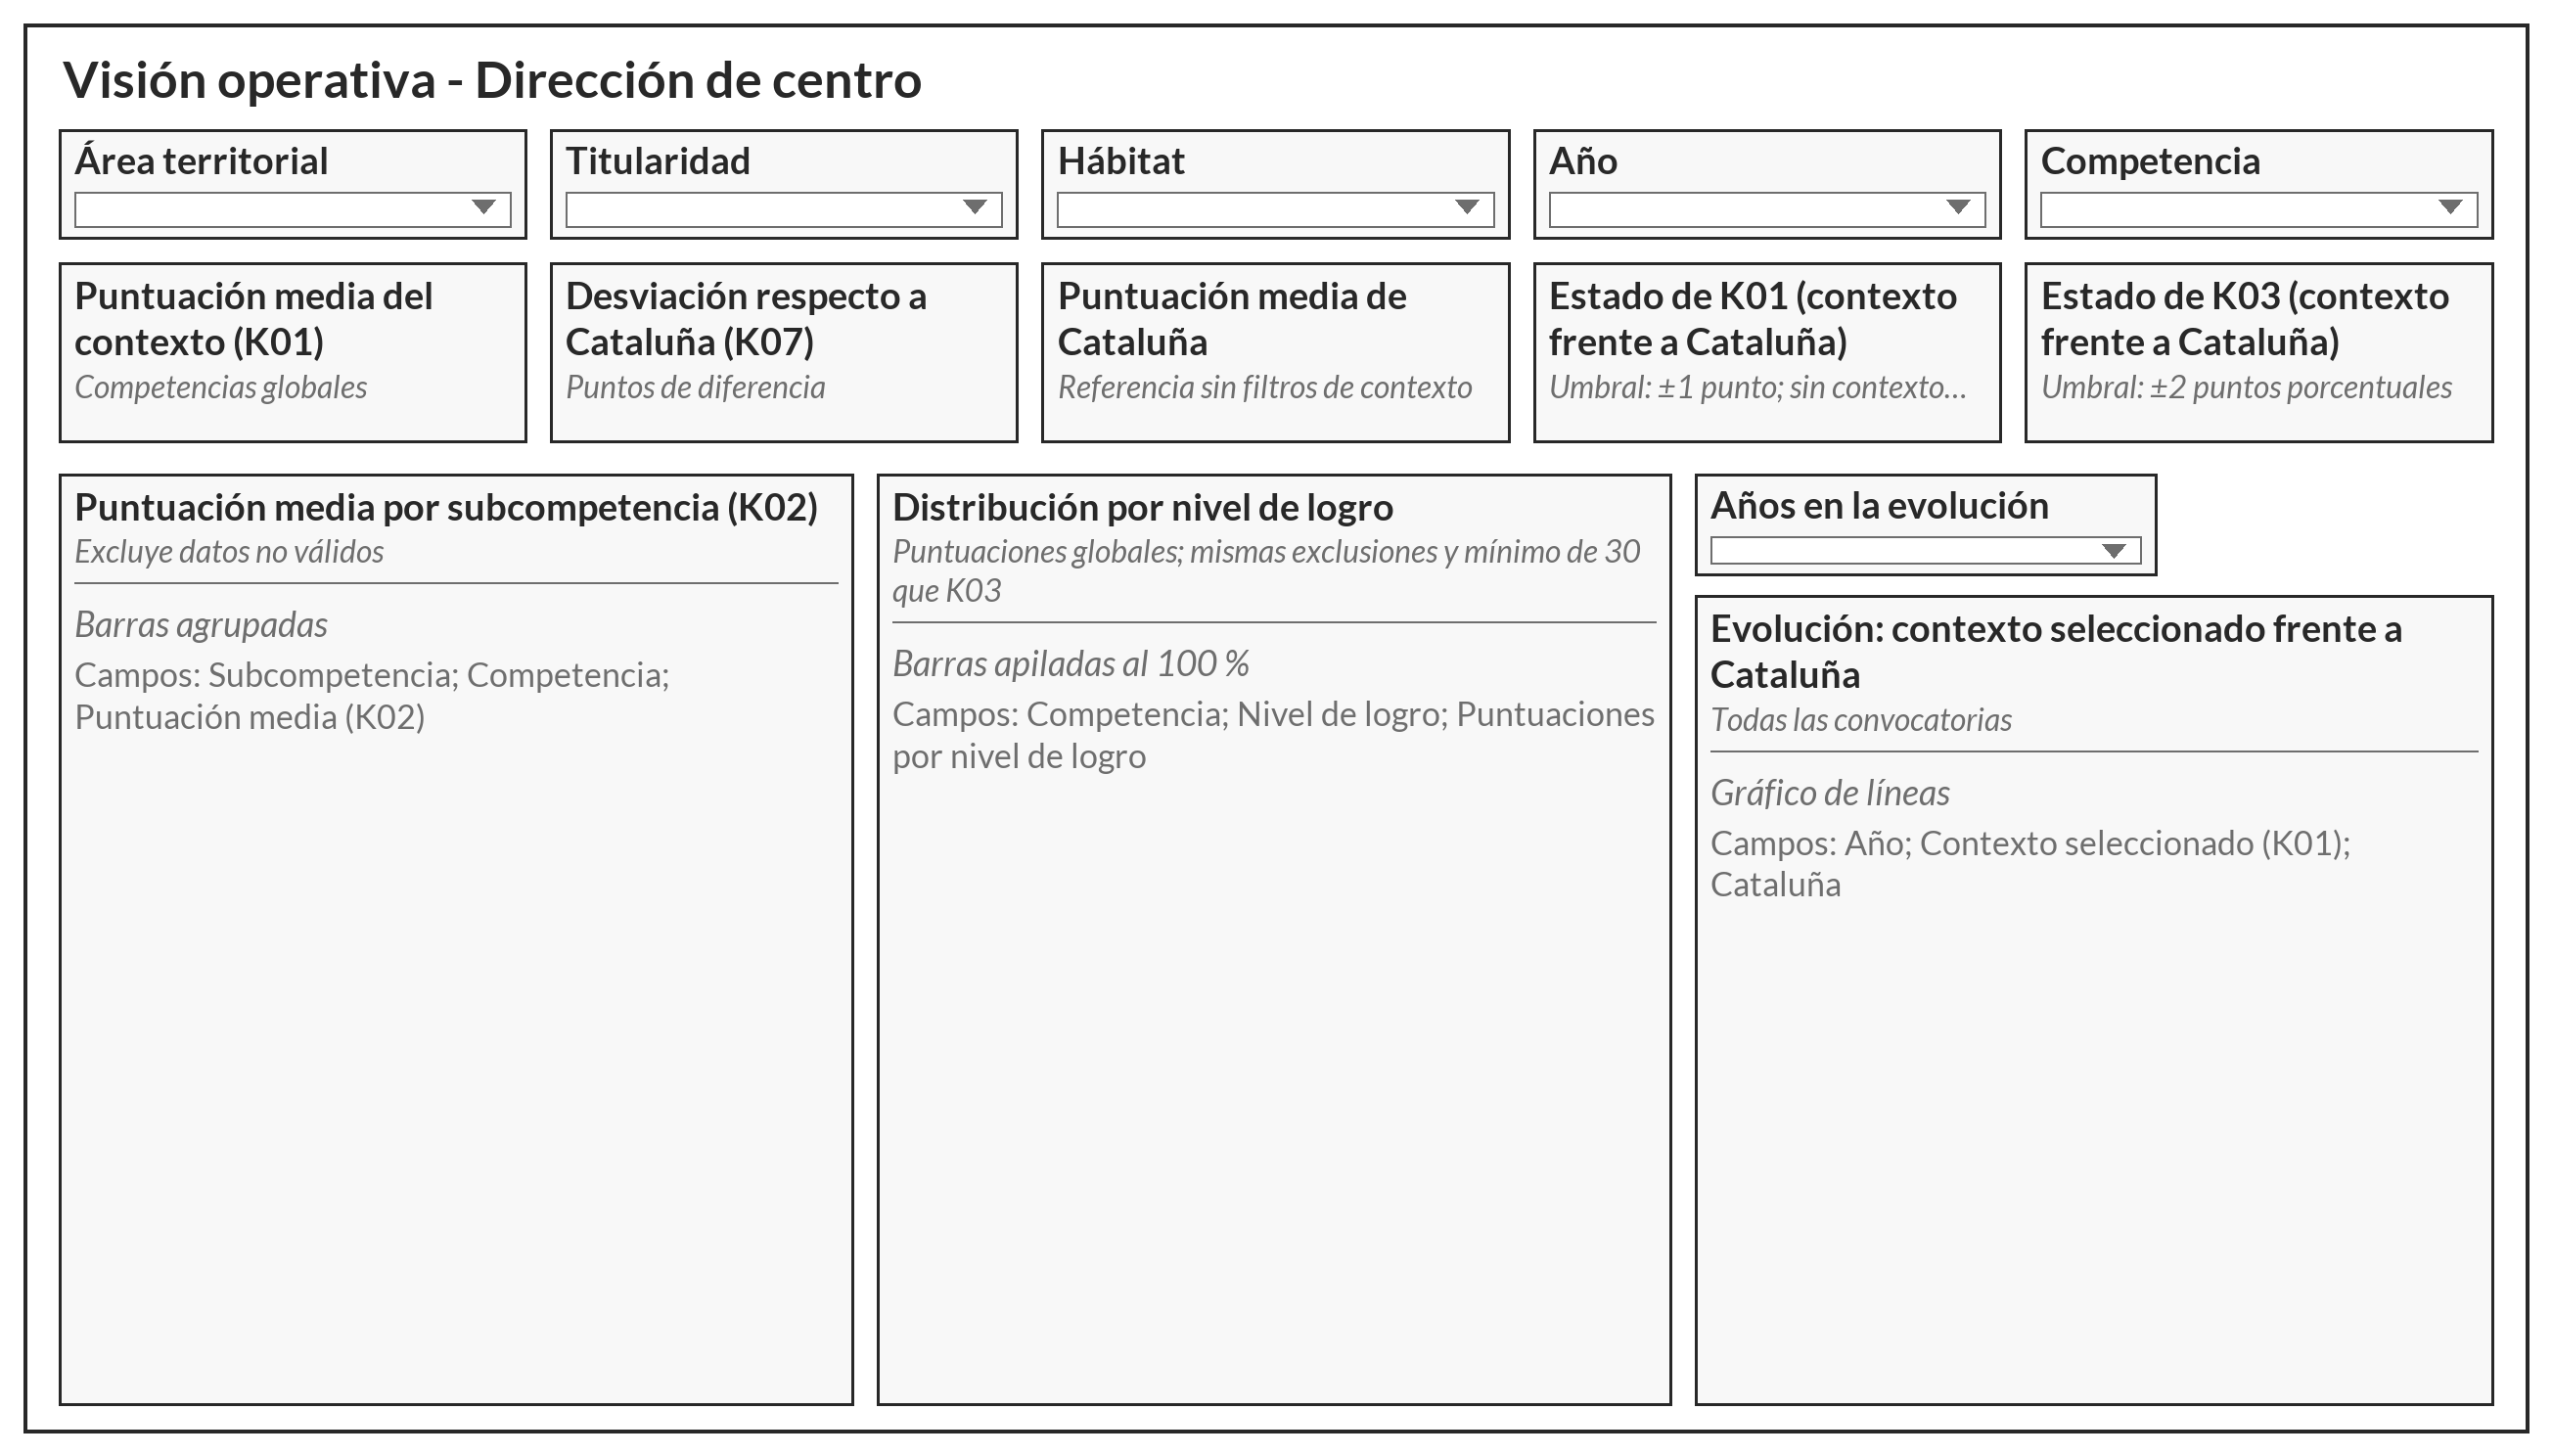 Visión operativa - Dirección de centro
Área territorial
Titularidad
Hábitat
Año
Competencia
Puntuación media del
contexto (K01)
Competencias globales
Desviación respecto a
Cataluña (K07)
Puntos de diferencia
Puntuación media de
Cataluña
Referencia sin filtros de contexto
Estado de K01 (contexto
frente a Cataluña)
Umbral: ±1 punto; sin contexto...
Estado de K03 (contexto
frente a Cataluña)
Umbral: ±2 puntos porcentuales
Puntuación media por subcompetencia (K02)
Excluye datos no válidos
Barras agrupadas
Campos: Subcompetencia; Competencia;
Puntuación media (K02)
Distribución por nivel de logro
Puntuaciones globales; mismas exclusiones y mínimo de 30
que K03
Barras apiladas al 100 %
Campos: Competencia; Nivel de logro; Puntuaciones
por nivel de logro
Años en la evolución
Evolución: contexto seleccionado frente a
Cataluña
Todas las convocatorias
Gráfico de líneas
Campos: Año; Contexto seleccionado (K01);
Cataluña